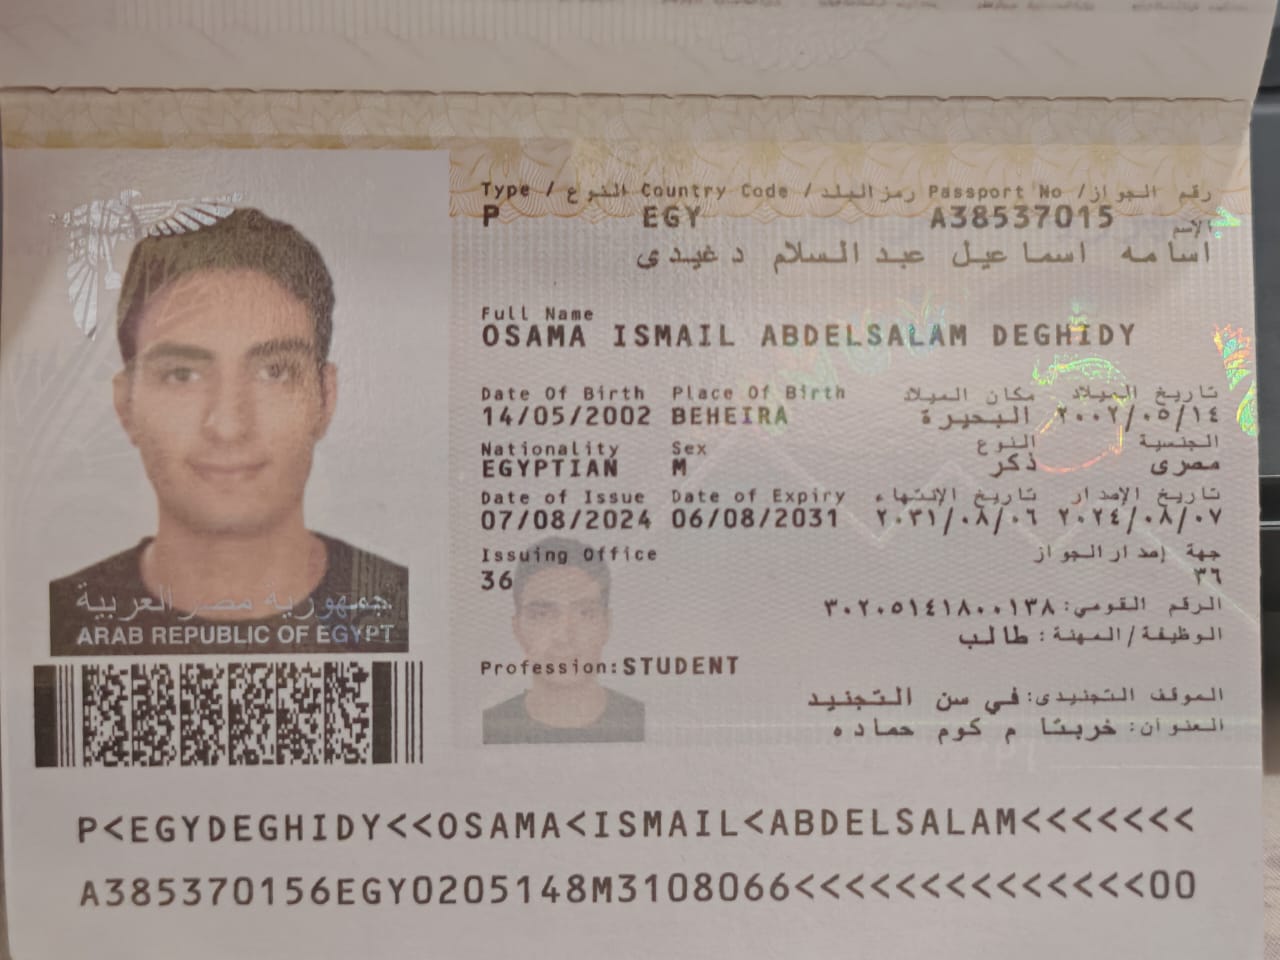 Type / النوع Country Code / رمز البلد Passport No / رقم الجواز
P EGY A38537015
الإسم
اسامه اسماعيل عبد السلام دغيدى
Full Name
OSAMA ISMAIL ABDELSALAM DEGHIDY
Date Of Birth Place Of Birth مكان الميلاد تاريخ الميلاد
14/05/2002 BEHEIRA البحيرة ٢٠٠٢/٠٥/١٤
Nationality Sex النوع الجنسية
EGYPTIAN M ذكر مصرى
Date of Issue Date of Expiry تاريخ الإنتهاء تاريخ الإصدار
07/08/2024 06/08/2031 ٢٠٣١/٠٨/٠٦ ٢٠٢٤/٠٨/٠٧
Issuing Office جهة إصدار الجواز
36 ٣٦
الرقم القومي: ٣٠٢٠٥١٤١٨٠٠١٣٨
الوظيفة/المهنة: طالب
Profession:STUDENT
الموقف التجنيدى: في سن التجنيد
العنوان: خربتا م كوم حماده
جمهورية مصر العربية
ARAB REPUBLIC OF EGYPT
P<EGYDEGHIDY<<OSAMA<ISMAIL<ABDELSALAM<<<<<<<
A385370156EGY0205148M3108066<<<<<<<<<<<<<<00